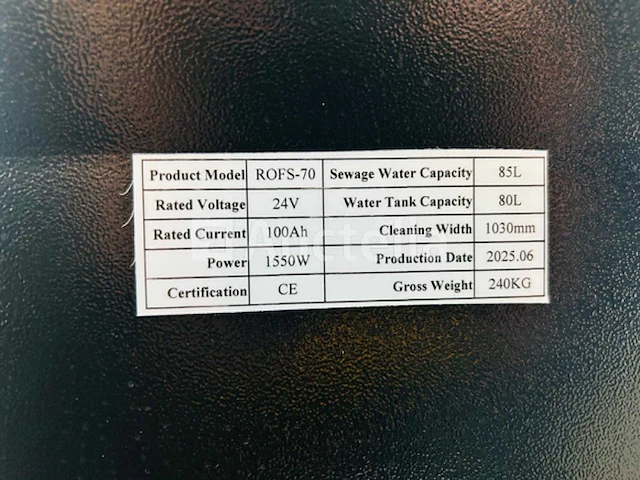 Product Model ROFS-70 Sewage Water Capacity 85L
Rated Voltage 24V Water Tank Capacity 80L
Rated Current 100Ah Cleaning Width 1030mm
Power 1550W Production Date 2025.06
Certification CE Gross Weight 240KG